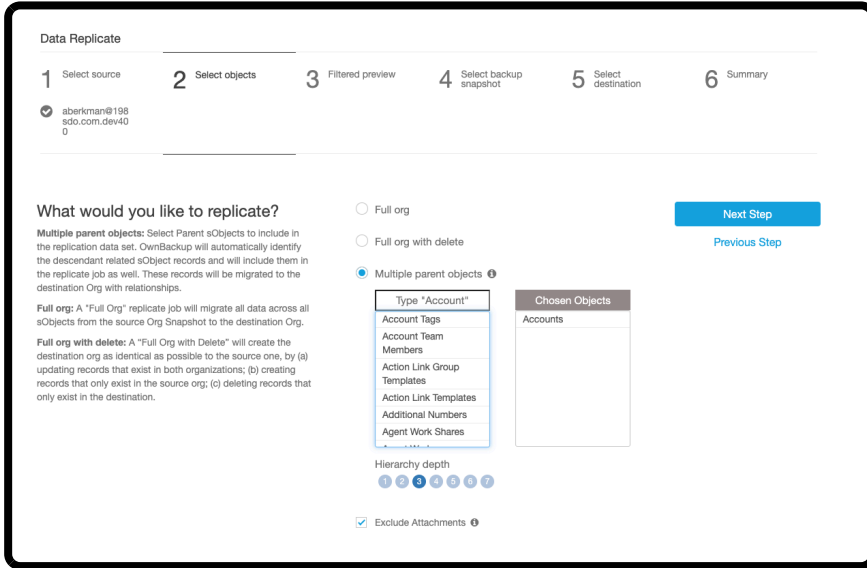 Data Replicate
1 Select source
2 Select objects
3 Filtered preview
4 Select backup
snapshot
5 Select
destination
6 Summary
aberkman@198
sdo.com.dev40
0
What would you like to replicate?
Multiple parent objects: Select Parent sObjects to include in
the replication data set. OwnBackup will automatically identify
the descendant related sObject records and will include them in
the replicate job as well. These records will be migrated to the
destination Org with relationships.
Full org: A "Full Org" replicate job will migrate all data across all
sObjects from the source Org Snapshot to the destination Org.
Full org with delete: A "Full Org with Delete" will create the
destination org as identical as possible to the source one, by (a)
updating records that exist in both organizations; (b) creating
records that only exist in the source org; (c) deleting records that
only exist in the destination.
Full org
Full org with delete
Multiple parent objects
Type "Account"
Account Tags
Account Team
Members
Action Link Group
Templates
Action Link Templates
Additional Numbers
Agent Work Shares
Chosen Objects
Accounts
Hierarchy depth
1 2 3 4 5 6 7
Exclude Attachments
Next Step
Previous Step